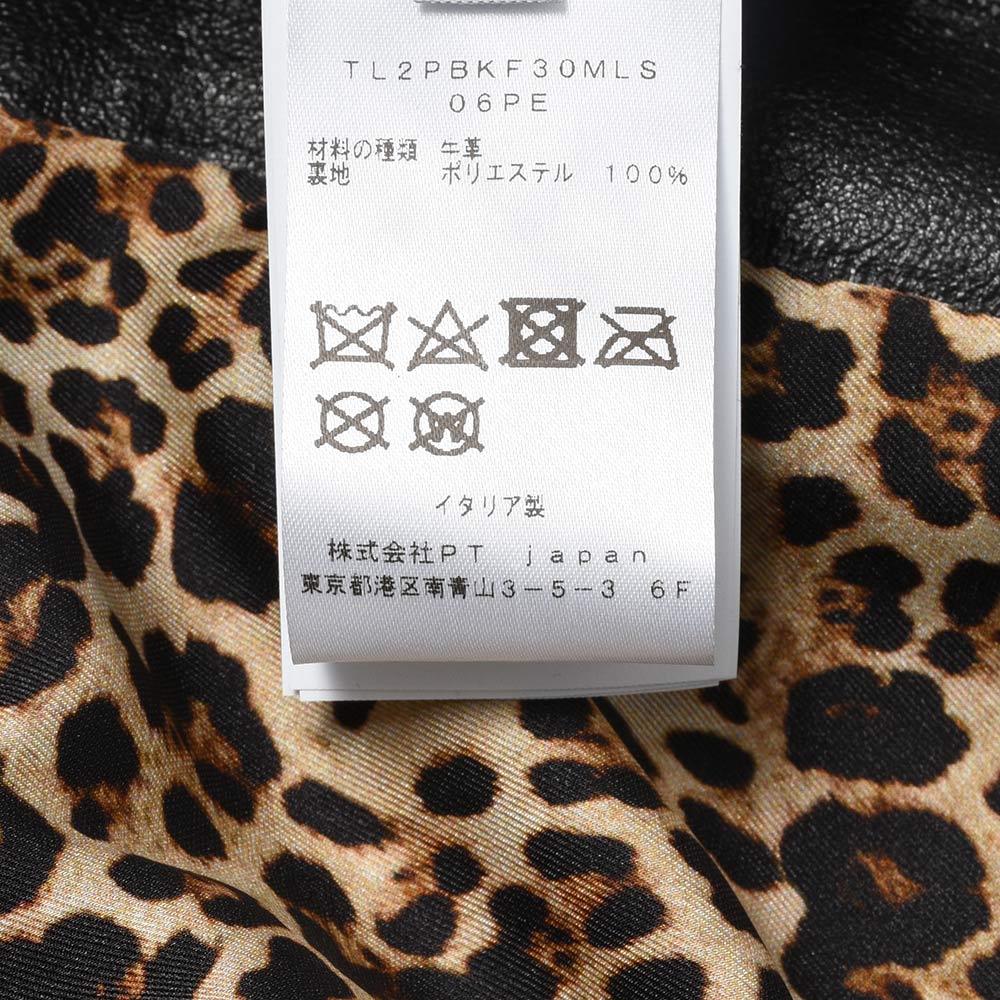 TL2PBKF30MLS
06PE
材料の種類 牛革
裏地 ポリエステル 100%
W
イタリア製
株式会社PT japan
東京都港区南青山3-5-3 6F